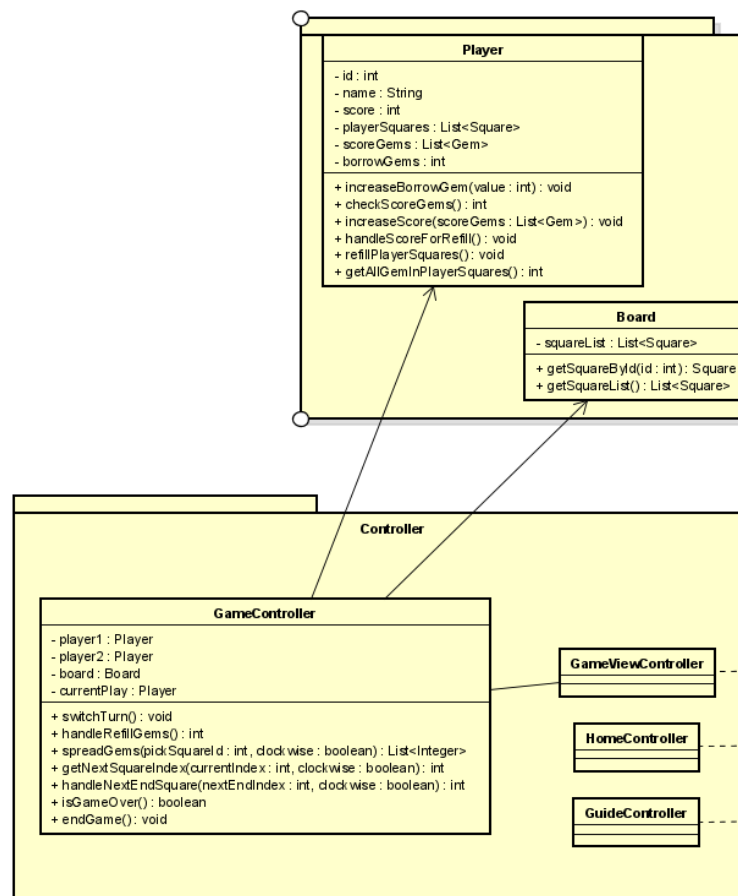 Player
- id : int
- name : String
- score : int
- playerSquares : List<Square>
- scoreGems : List<Gem>
- borrowGems : int
+ increaseBorrowGem(value : int) : void
+ checkScoreGems() : int
+ increaseScore(scoreGems : List<Gem>) : void
+ handleScoreForRefill() : void
+ refillPlayerSquares() : void
+ getAllGemInPlayerSquares() : int
Board
- squareList : List<Square>
+ getSquareById(id : int) : Square
+ getSquareList() : List<Square>
Controller
GameController
- player1 : Player
- player2 : Player
- board : Board
- currentPlay : Player
+ switchTurn() : void
+ handleRefillGems() : int
+ spreadGems(pickSquareId : int, clockwise : boolean) : List<Integer>
+ getNextSquareIndex(currentIndex : int, clockwise : boolean) : int
+ handleNextEndSquare(nextEndIndex : int, clockwise : boolean) : int
+ isGameOver() : boolean
+ endGame() : void
GameViewController
HomeController
GuideController